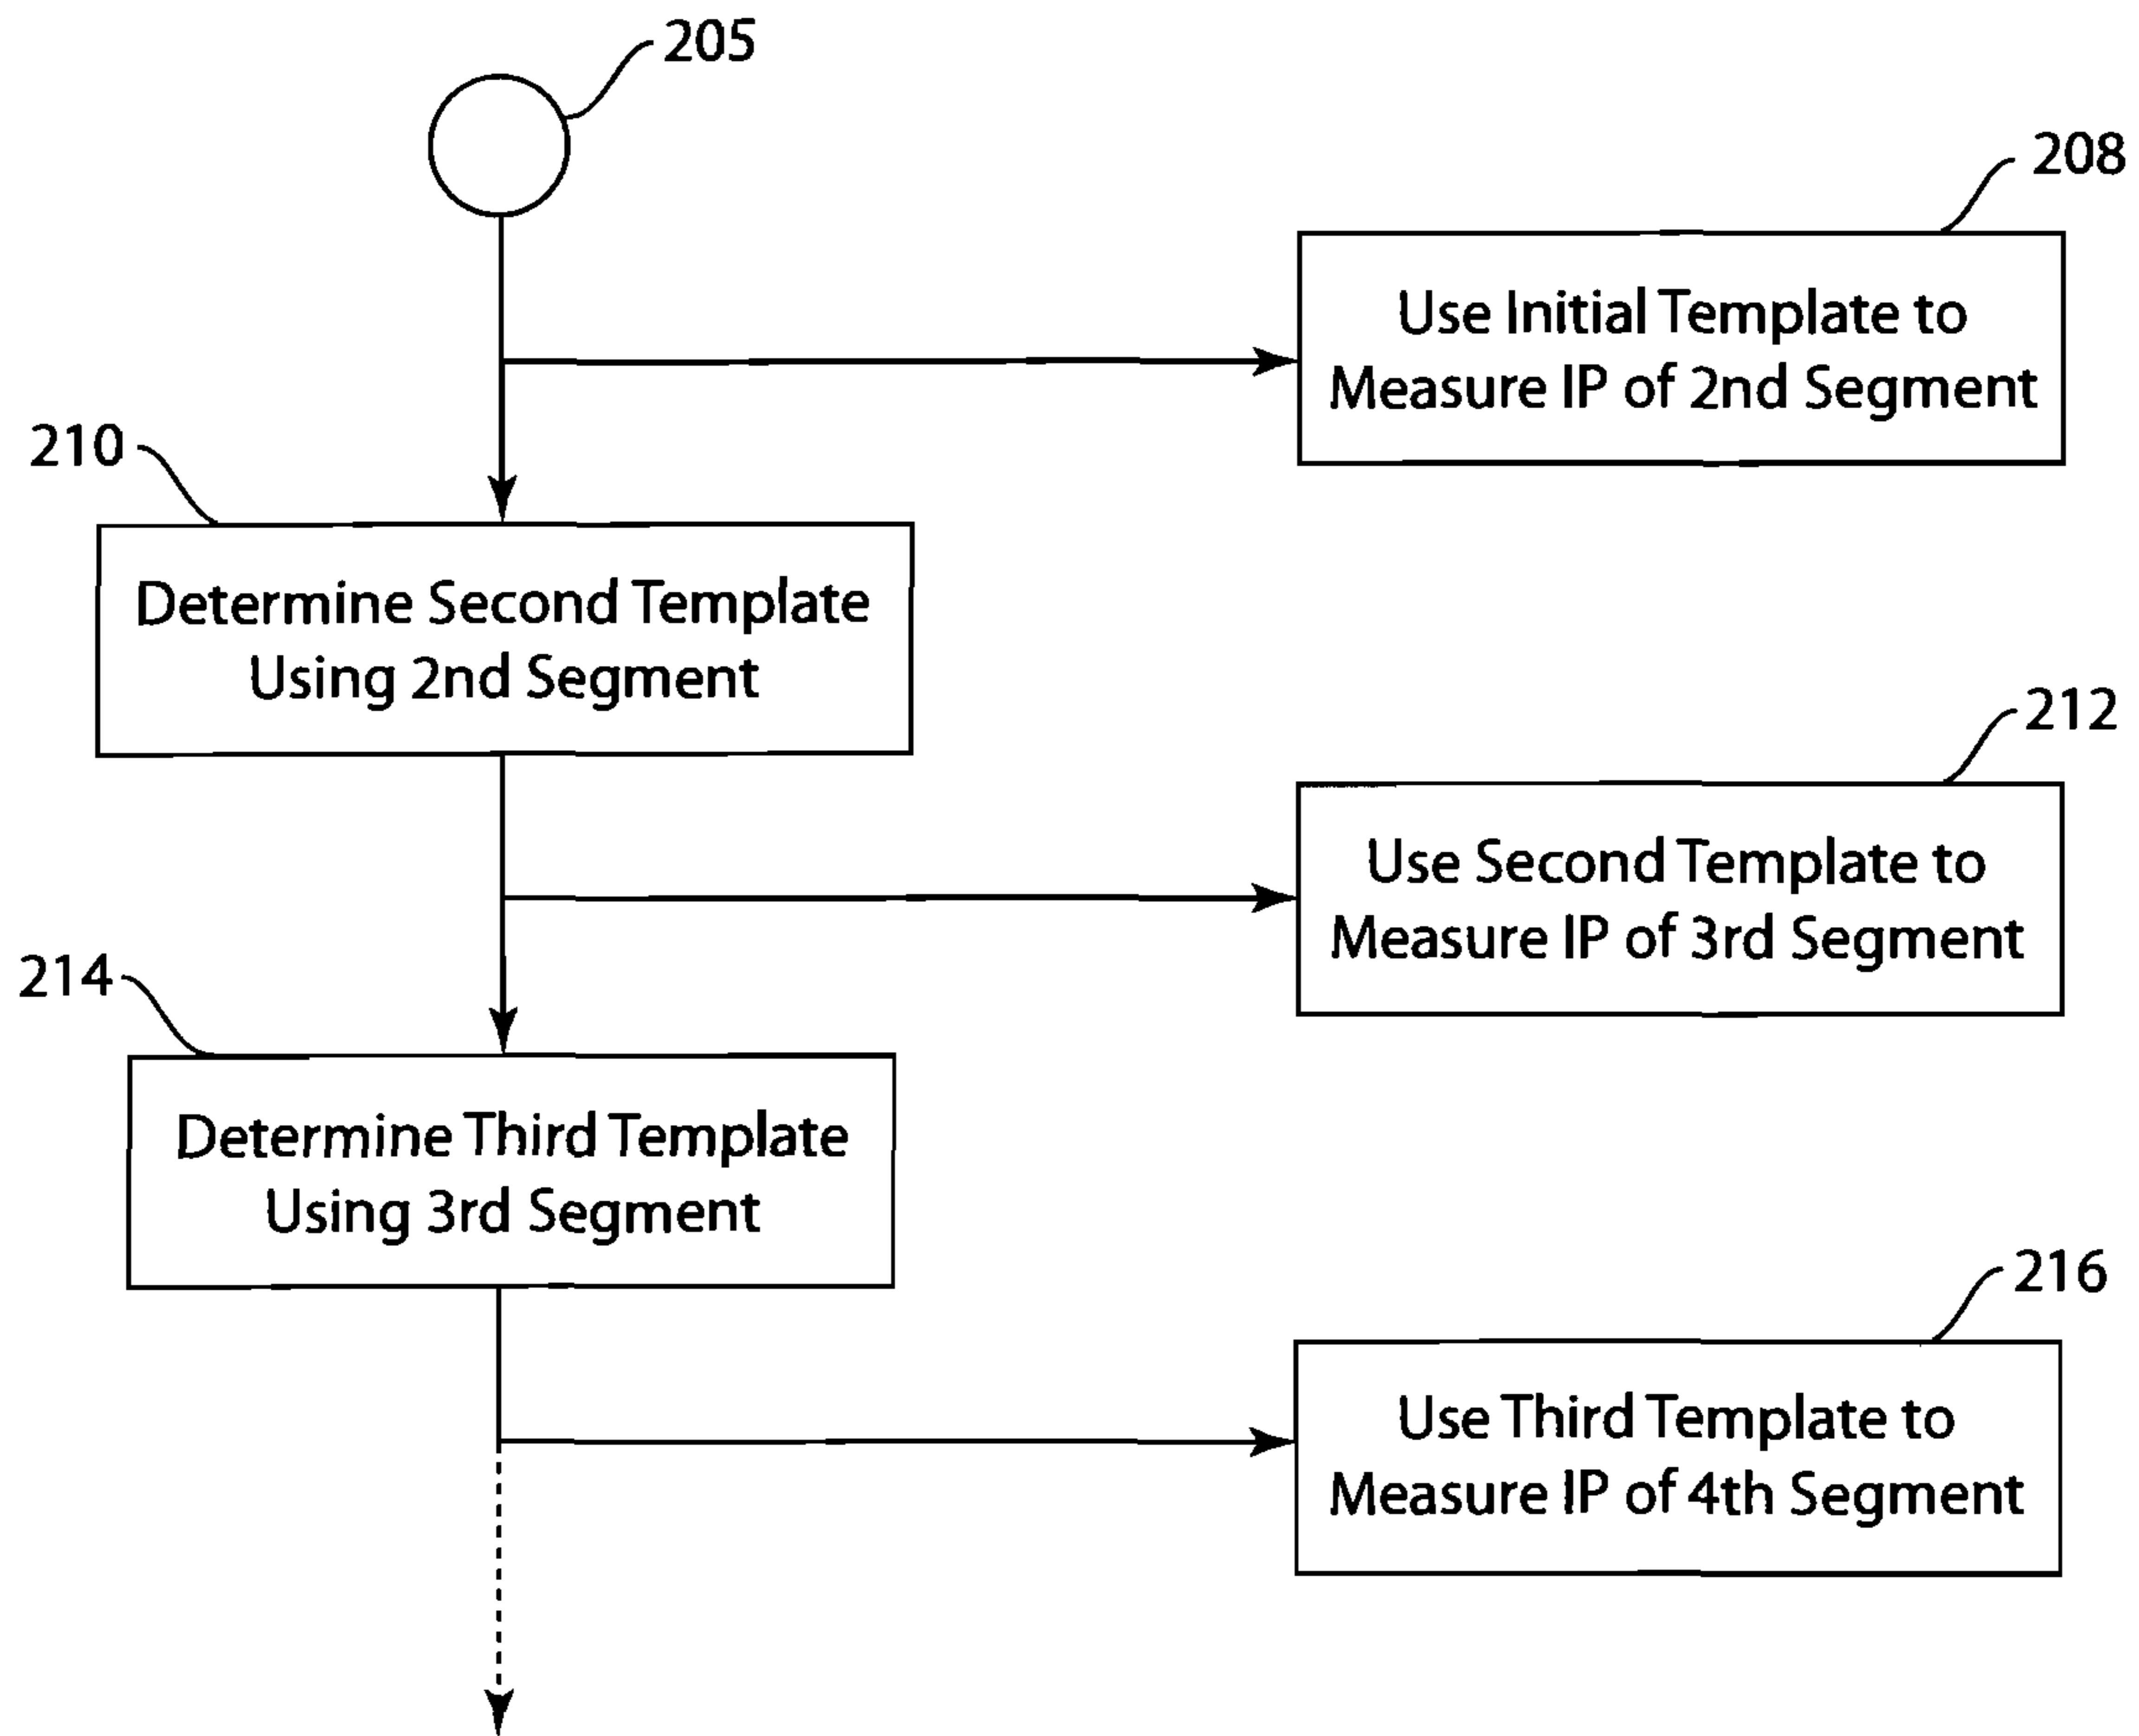 205
208
Use Initial Template to
Measure IP of 2nd Segment
210
Determine Second Template
Using 2nd Segment
212
Use Second Template to
Measure IP of 3rd Segment
214
Determine Third Template
Using 3rd Segment
216
Use Third Template to
Measure IP of 4th Segment